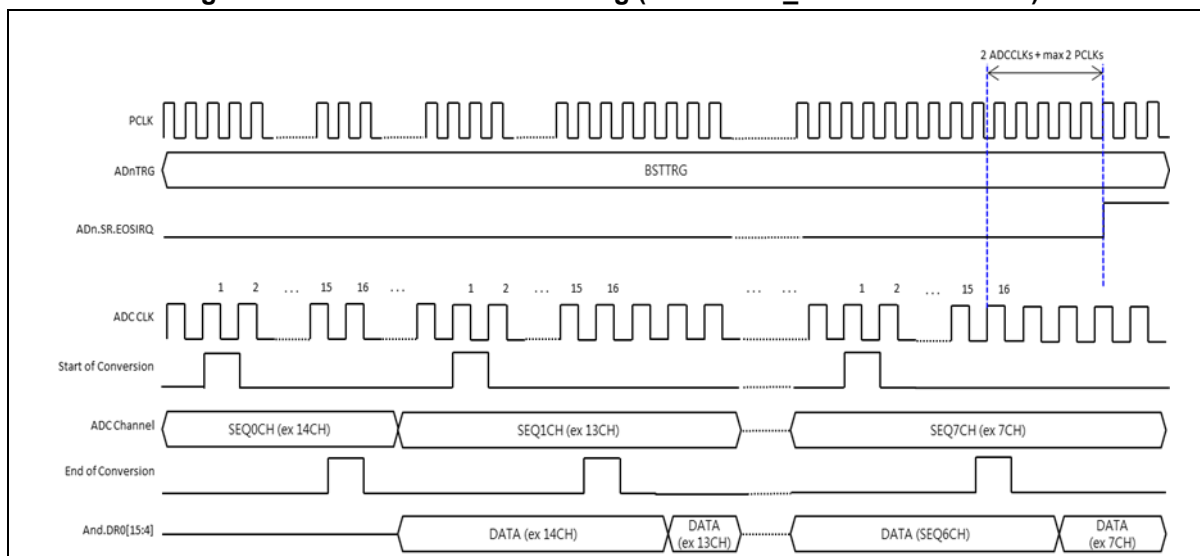 2 ADCCLKs + max 2 PCLKs
PCLK
ADnTRG
BSTTRG
ADn.SR.EOSIRQ
1 2 ... 15 16 ... 1 2 ... 15 16 ... ... 1 2 ... 15 16
ADC CLK
Start of Conversion
ADC Channel
SEQ0CH (ex 14CH)
SEQ1CH (ex 13CH)
SEQ7CH (ex 7CH)
End of Conversion
And.DR0[15:4]
DATA (ex 14CH)
DATA
(ex 13CH)
DATA (SEQ6CH)
DATA
(ex 7CH)